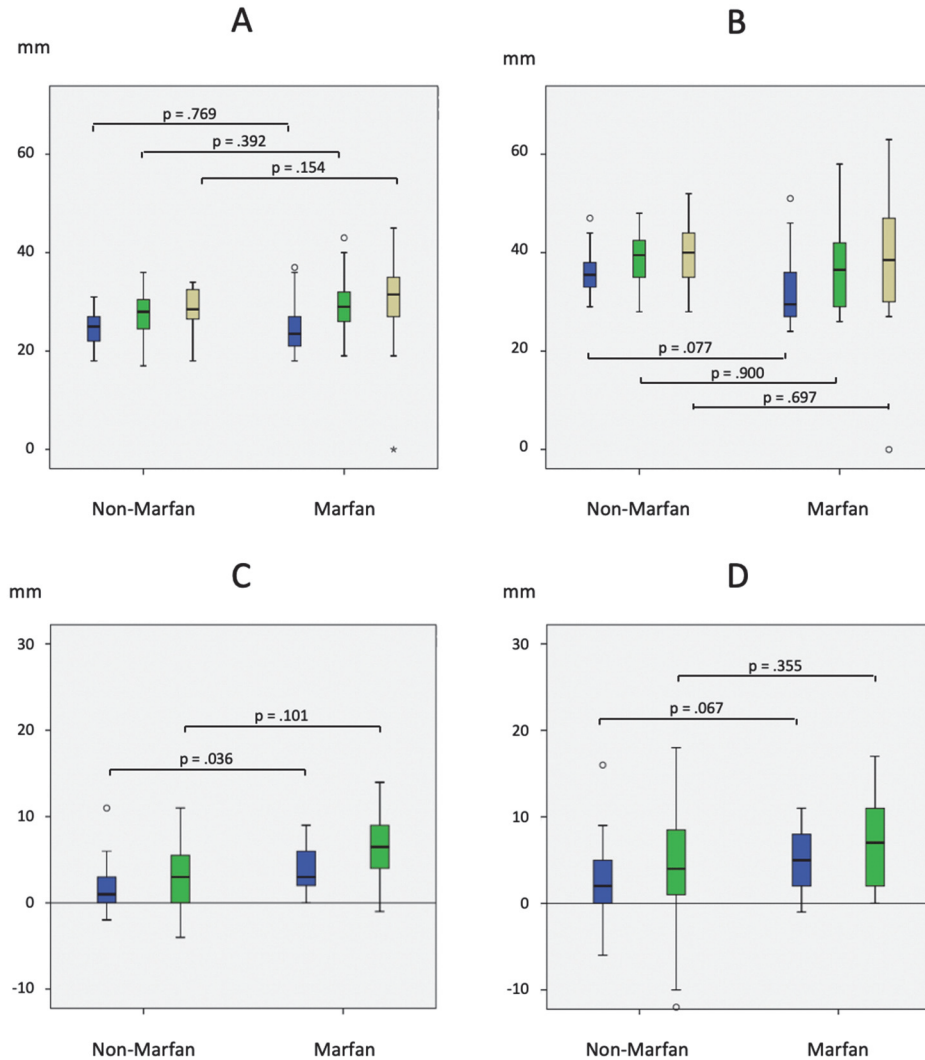 A
mm
60
40
20
0
p = .769
p = .392
p = .154
Non-Marfan
Marfan
B
mm
60
40
20
0
p = .077
p = .900
p = .697
Non-Marfan
Marfan
C
mm
30
20
10
0
-10
p = .101
p = .036
Non-Marfan
Marfan
D
mm
30
20
10
0
-10
p = .355
p = .067
Non-Marfan
Marfan